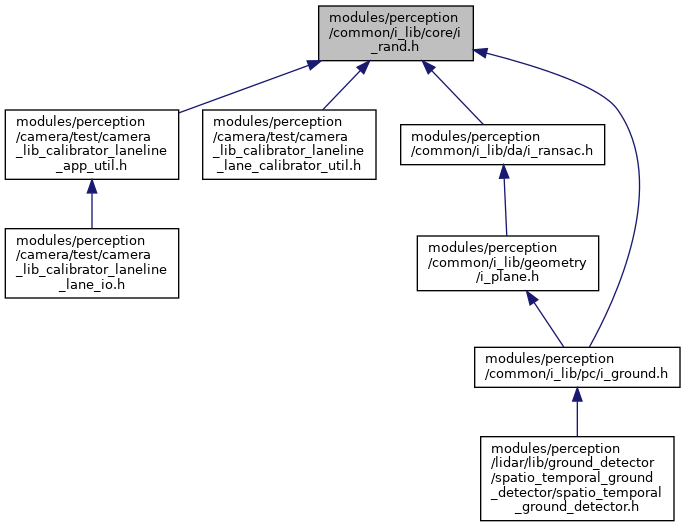 modules/perception
/common/i_lib/core/i
_rand.h
modules/perception
/camera/test/camera
_lib_calibrator_laneline
_app_util.h
modules/perception
/camera/test/camera
_lib_calibrator_laneline
_lane_calibrator_util.h
modules/perception
/common/i_lib/da/i_ransac.h
modules/perception
/camera/test/camera
_lib_calibrator_laneline
_lane_io.h
modules/perception
/common/i_lib/geometry
/i_plane.h
modules/perception
/common/i_lib/pc/i_ground.h
modules/perception
/lidar/lib/ground_detector
/spatio_temporal_ground
_detector/spatio_temporal
_ground_detector.h